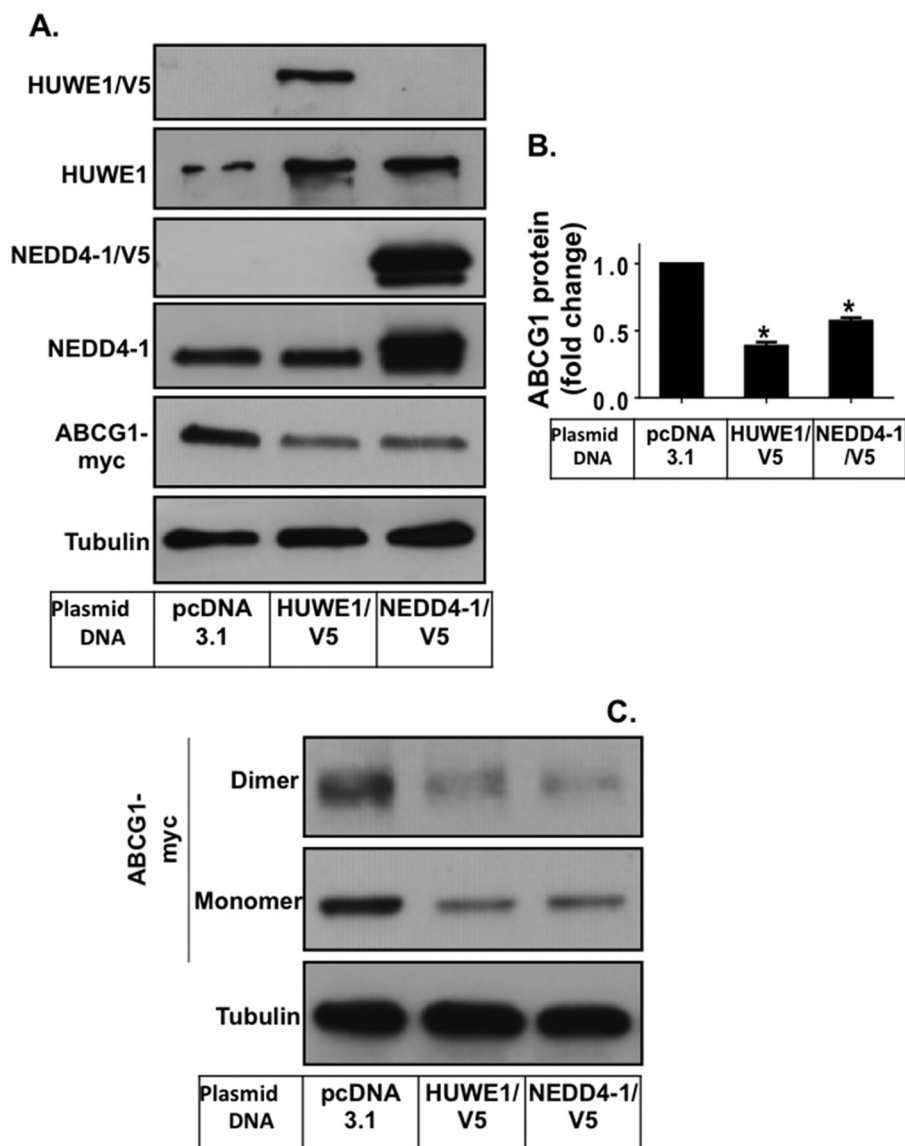 A.
HUWE1/V5
HUWE1
NEDD4-1/V5
NEDD4-1
ABCG1-
myc
Tubulin
Plasmid
DNA
pcDNA
3.1
HUWE1/
V5
NEDD4-1/
V5
B.
ABCG1 protein
(fold change)
1.0
0.5
0.0
*
*
Plasmid
DNA
pcDNA
3.1
HUWE1/
V5
NEDD4-1
/V5
C.
ABCG1-
myc
Dimer
Monomer
Tubulin
Plasmid
DNA
pcDNA
3.1
HUWE1/
V5
NEDD4-1/
V5